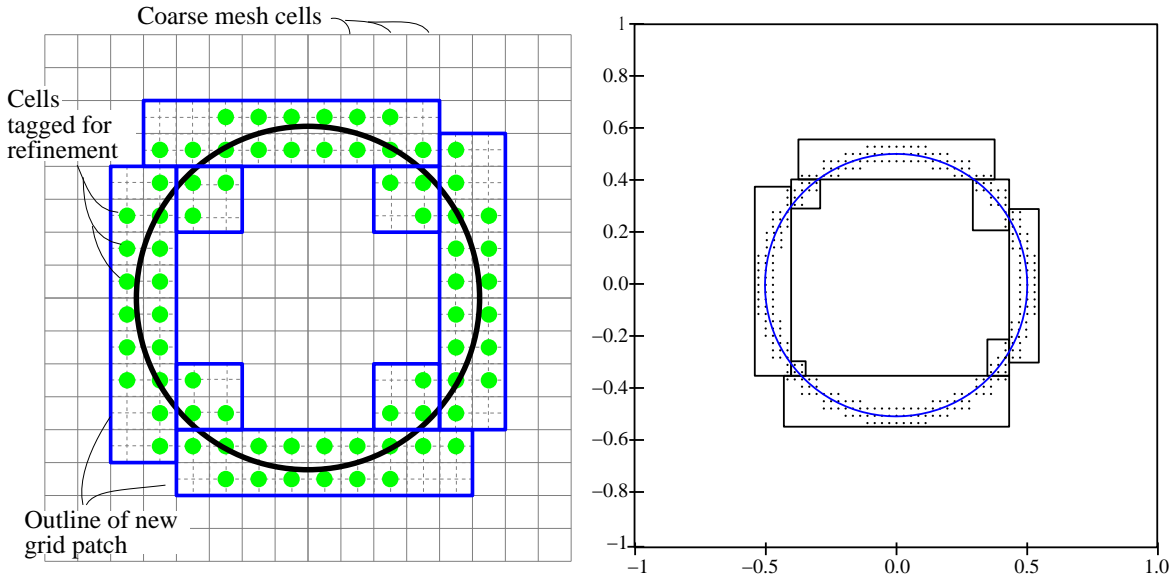 Coarse mesh cells
Cells
tagged for
refinement
Outline of new
grid patch
1
0.8
0.6
0.4
0.2
0.0
−0.2
−0.4
−0.6
−0.8
−1
−1
−0.5
0.0
0.5
1.0